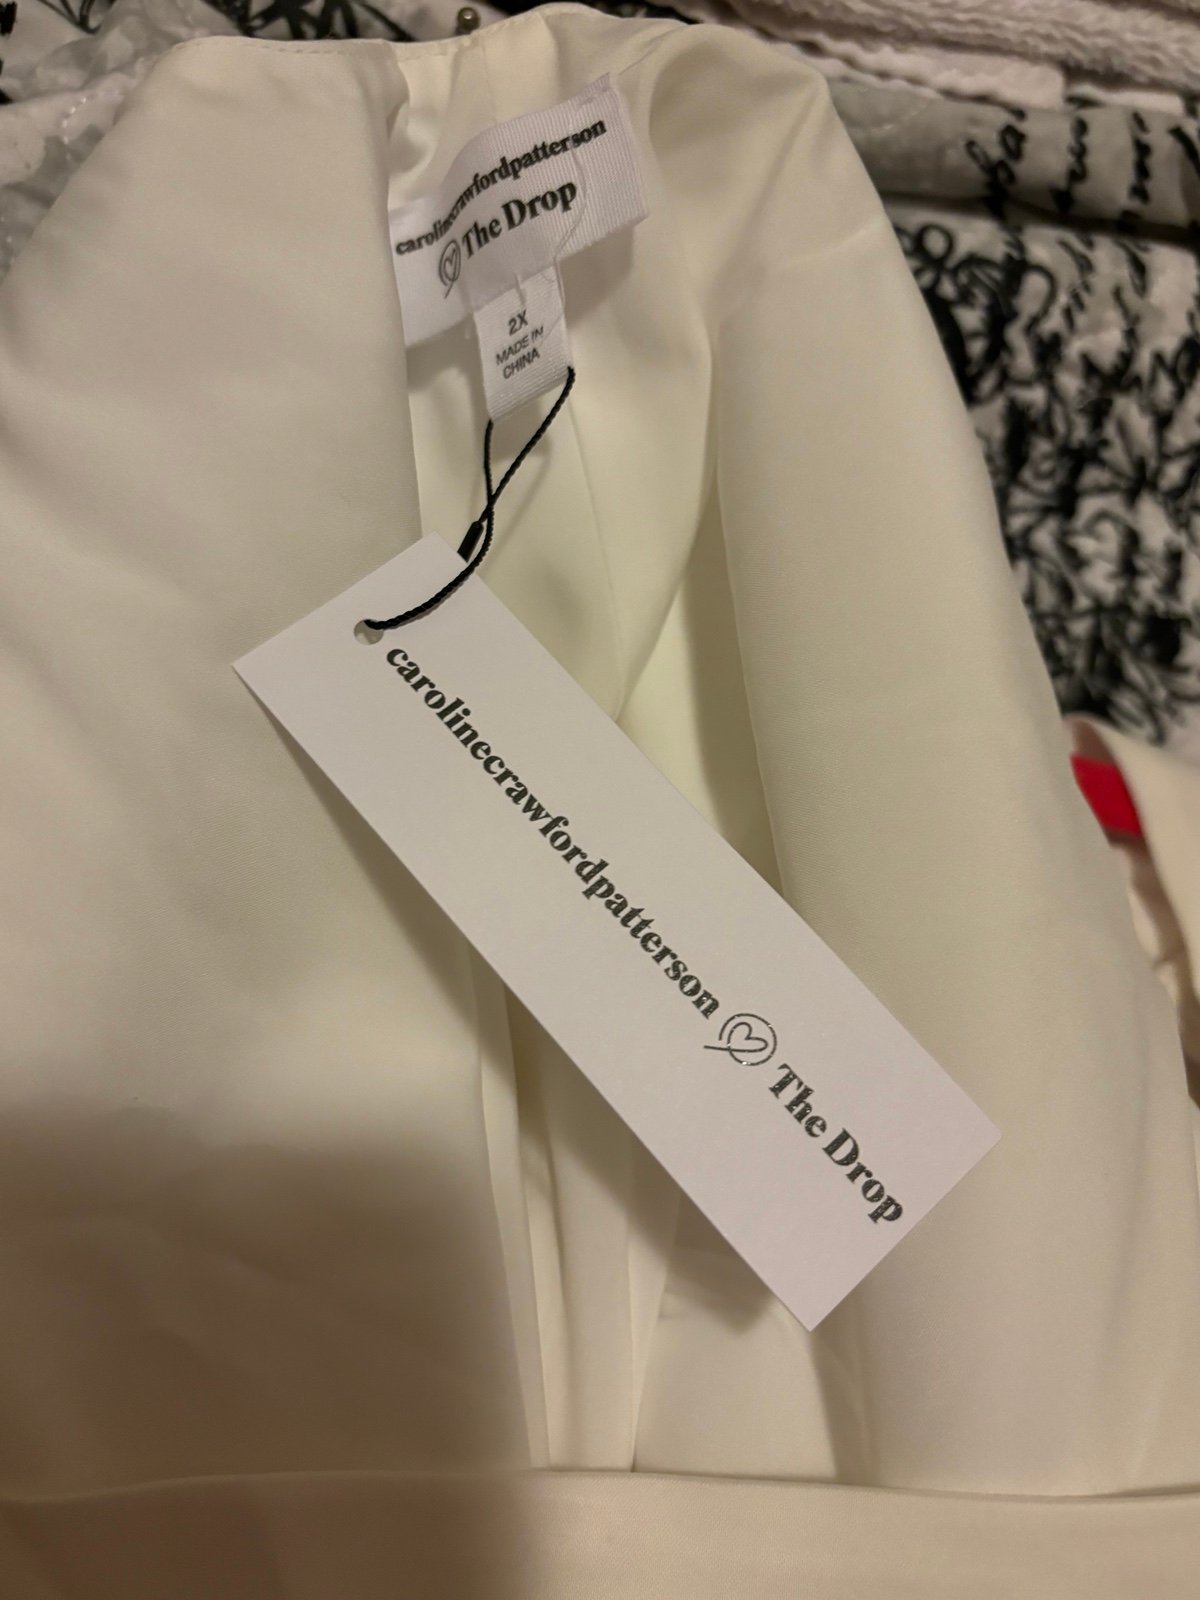 carolinecrawfordpatterson
The Drop
2X
MADE IN
CHINA
carolinecrawfordpatterson The Drop